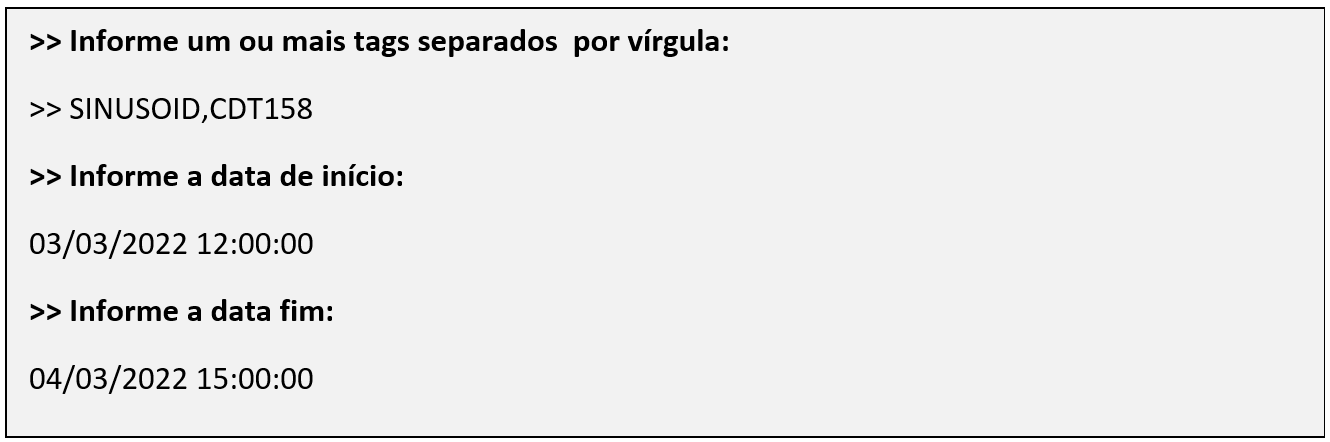 >> Informe um ou mais tags separados  por vírgula:
>> SINUSOID,CDT158
>> Informe a data de início:
03/03/2022 12:00:00
>> Informe a data fim:
04/03/2022 15:00:00